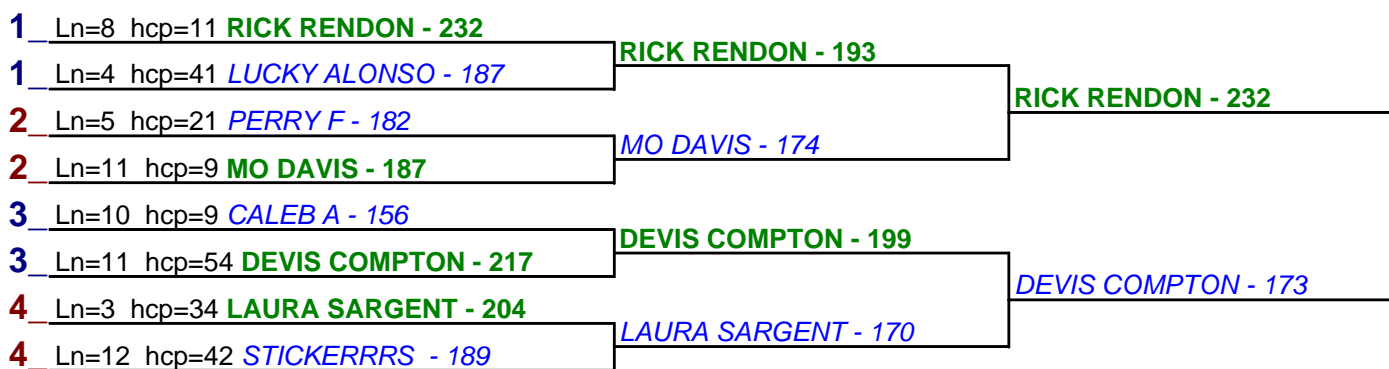 1_ Ln=8 hcp=11 RICK RENDON - 232
RICK RENDON - 193
1_ Ln=4 hcp=41 LUCKY ALONSO - 187
RICK RENDON - 232
2_ Ln=5 hcp=21 PERRY F - 182
MO DAVIS - 174
2_ Ln=11 hcp=9 MO DAVIS - 187
3_ Ln=10 hcp=9 CALEB A - 156
DEVIS COMPTON - 199
3_ Ln=11 hcp=54 DEVIS COMPTON - 217
DEVIS COMPTON - 173
4_ Ln=3 hcp=34 LAURA SARGENT - 204
LAURA SARGENT - 170
4_ Ln=12 hcp=42 STICKERRRS - 189